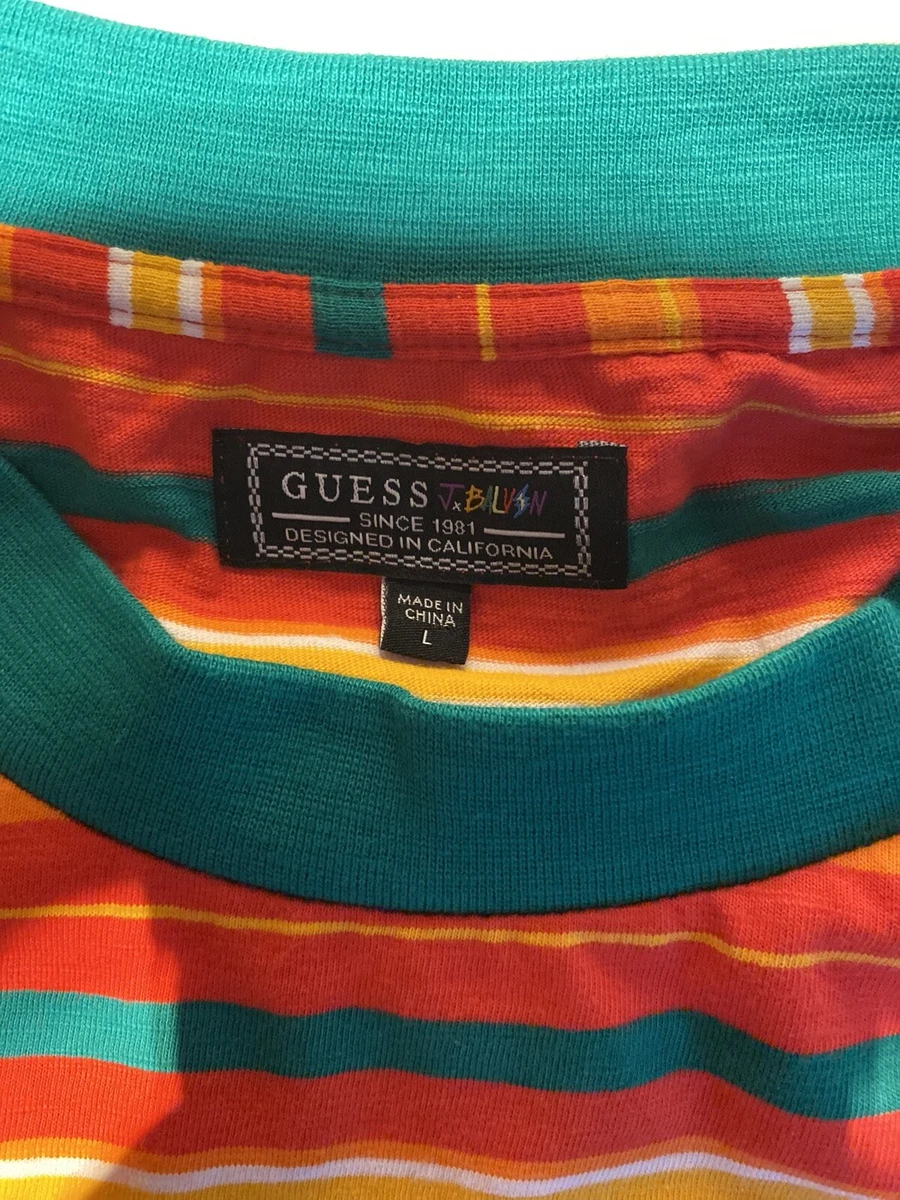 GUESS J. x BALVIN
SINCE 1981
DESIGNED IN CALIFORNIA
MADE IN
CHINA
L